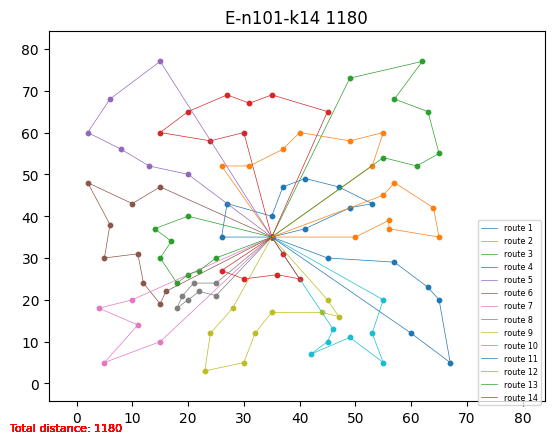 E-n101-k14 1180
80
70
60
50
40
30
20
10
0
route 1
route 2
route 3
route 4
route 5
route 6
route 7
route 8
route 9
route 10
route 11
route 12
route 13
route 14
0 10 20 30 40 50 60 70 80
Total distance: 1180